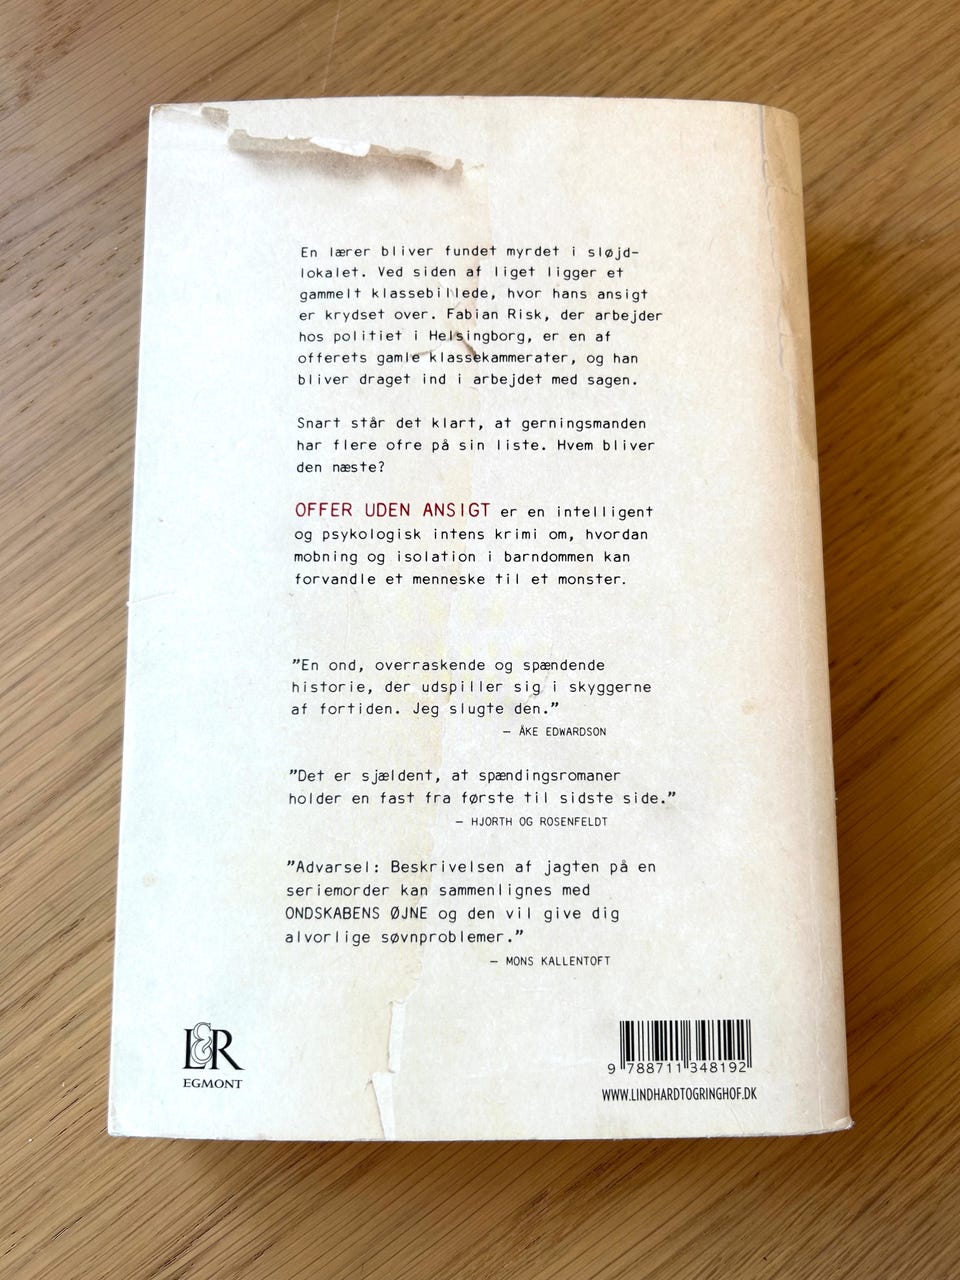 En lærer bliver fundet myrdet i sløjd-
lokalet. Ved siden af liget ligger et
gammelt klassebillede, hvor hans ansigt
er krydset over. Fabian Risk, der arbejder
hos politiet i Helsingborg, er en af
offerets gamle klassekammerater, og han
bliver draget ind i arbejdet med sagen.
Snart står det klart, at gerningsmanden
har flere ofre på sin liste. Hvem bliver
den næste?
OFFER UDEN ANSIGT er en intelligent
og psykologisk intens krimi om, hvordan
mobning og isolation i barndommen kan
forvandle et menneske til et monster.
”En ond, overraskende og spændende
historie, der udspiller sig i skyggerne
af fortiden. Jeg slugte den.”
– ÅKE EDWARDSON
”Det er sjældent, at spændingsromaner
holder en fast fra første til sidste side.”
– HJORTH OG ROSENFELDT
”Advarsel: Beskrivelsen af jagten på en
seriemorder kan sammenlignes med
ONDSKABENS ØJNE og den vil give dig
alvorlige søvnproblemer.”
– MONS KALLENTOFT
L&R
EGMONT
9 788711 348192
WWW.LINDHARDTOGRINGHOF.DK